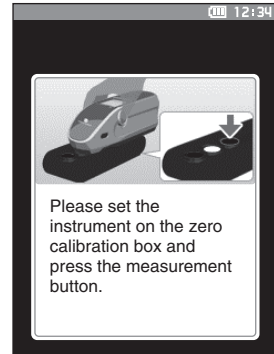 12:34
Please set the
instrument on the zero
calibration box and
press the measurement
button.